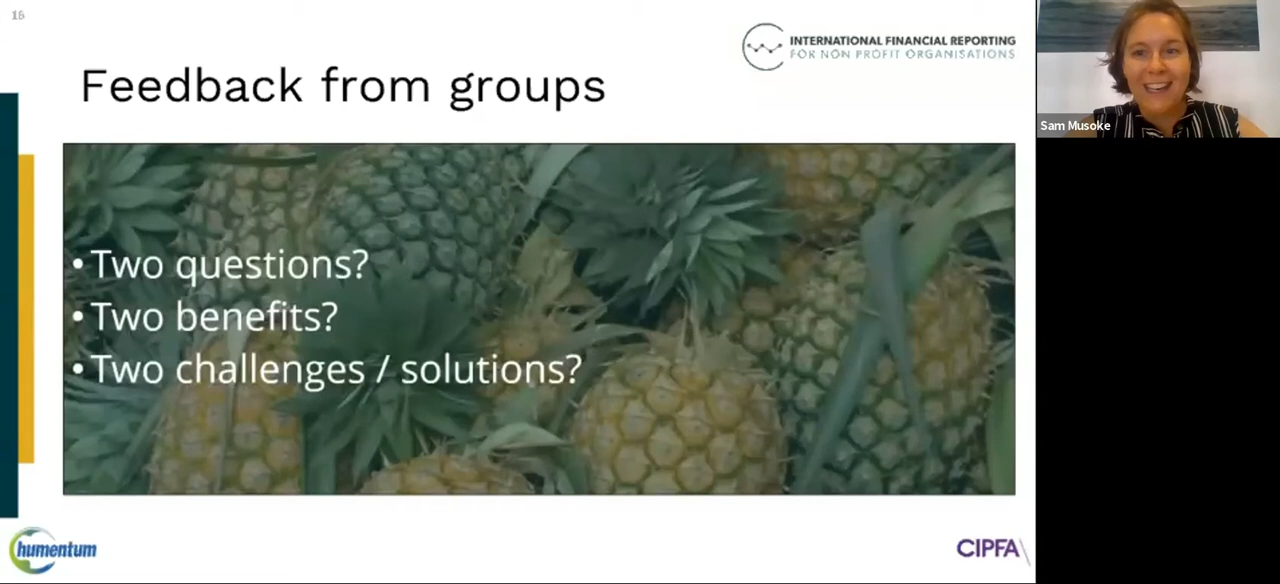 16
INTERNATIONAL FINANCIAL REPORTING
FOR NON PROFIT ORGANISATIONS
Feedback from groups
• Two questions?
• Two benefits?
• Two challenges / solutions?
humentum
CIPFA
Sam Musoke